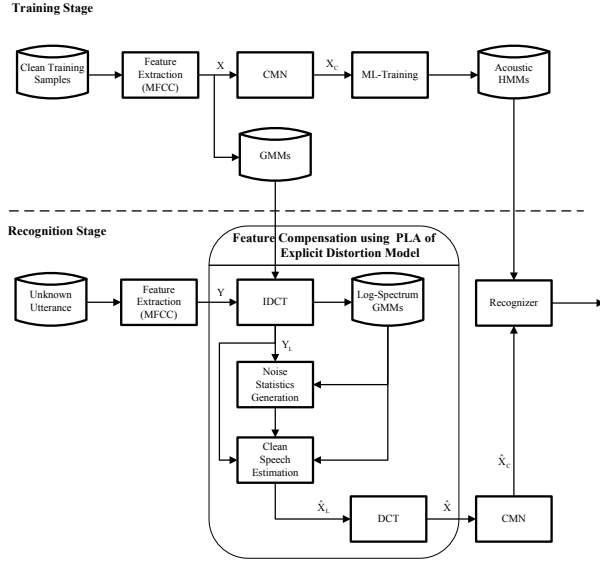 Training Stage
Clean Training
Samples
Feature
Extraction
(MFCC)
X
CMN
X_C
ML-Training
Acoustic
HMMs
GMMs
Recognition Stage
Feature Compensation using PLA of
Explicit Distortion Model
Unknown
Utterance
Feature
Extraction
(MFCC)
Y
IDCT
Log-Spectrum
GMMs
Recognizer
Y_L
Noise
Statistics
Generation
Clean
Speech
Estimation
X̂_C
X̂_L
DCT
X̂
CMN